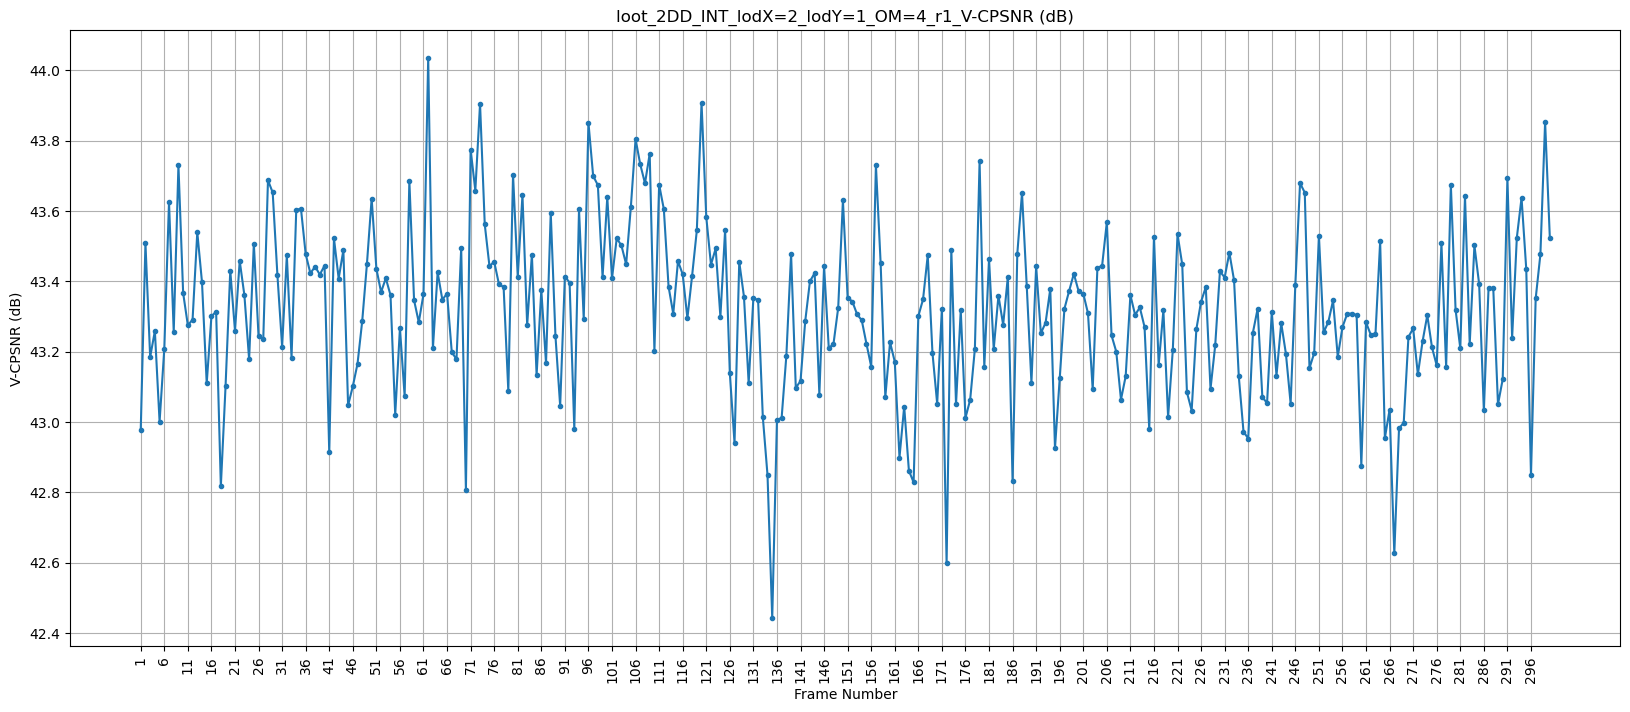 loot_2DD_INT_lodX=2_lodY=1_OM=4_r1_V-CPSNR (dB)
V-CPSNR (dB)
44.0
43.8
43.6
43.4
43.2
43.0
42.8
42.6
42.4
1 6 11 16 21 26 31 36 41 46 51 56 61 66 71 76 81 86 91 96 101 106 111 116 121 126 131 136 141 146 151 156 161 166 171 176 181 186 191 196 201 206 211 216 221 226 231 236 241 246 251 256 261 266 271 276 281 286 291 296
Frame Number